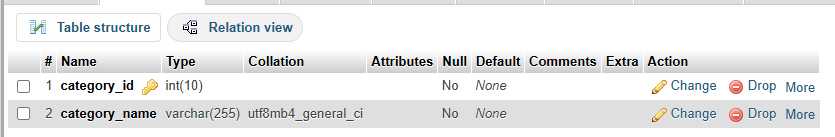 Table structure Relation view
# Name Type Collation Attributes Null Default Comments Extra Action
1 category_id int(10) No None Change Drop More
2 category_name varchar(255) utf8mb4_general_ci No None Change Drop More